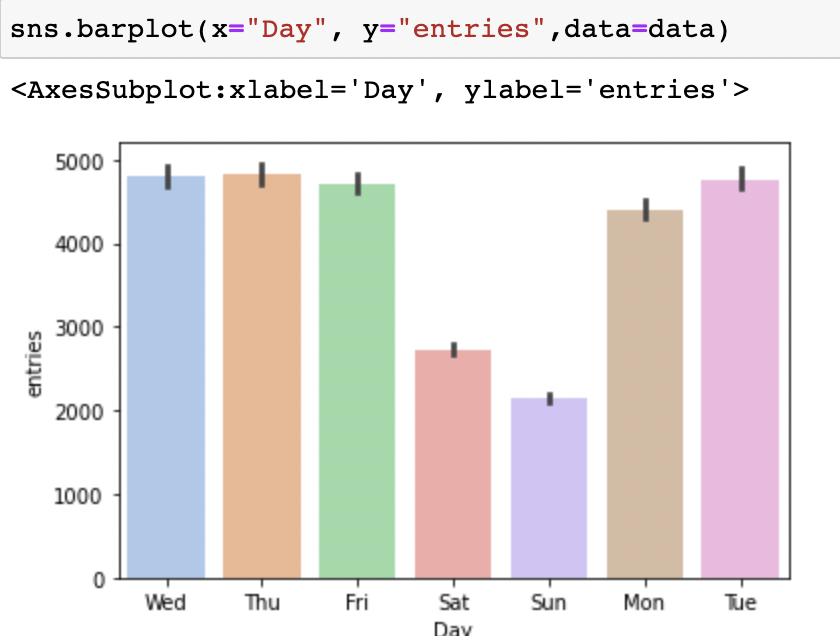 sns.barplot(x="Day", y="entries",data=data)
<AxesSubplot:xlabel='Day', ylabel='entries'>
5000
4000
3000
2000
1000
0
entries
Wed Thu Fri Sat Sun Mon Tue
Day